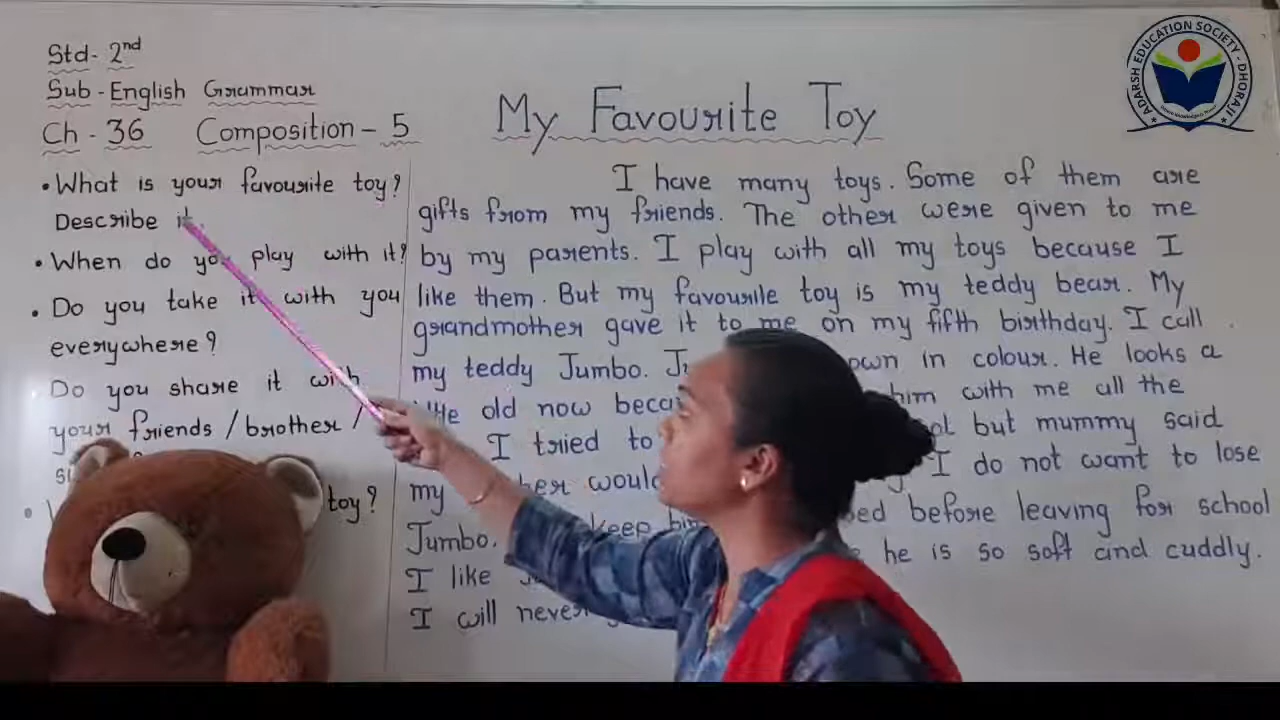 Std- 2nd
Sub-English Grammar
Ch - 36 Composition - 5
• What is your favourite toy?
Describe it
• When do you play with it?
• Do you take it with you
everywhere?
Do you share it with
your friends / brother /
toy?
My Favourite Toy
I have many toys. Some of them are
gifts from my friends. The other were given to me
by my parents. I play with all my toys because I
like them. But my favourite toy is my teddy bear. My
grandmother gave it to me on my fifth birthday. I call
my teddy Jumbo. in colour. He looks a
old now him with me all the
I tried to but mummy said
my I do not want to lose
Jumbo. keep before leaving for school
I like he is so soft and cuddly.
I will never
ADARSH EDUCATION SOCIETY - DHORAJI